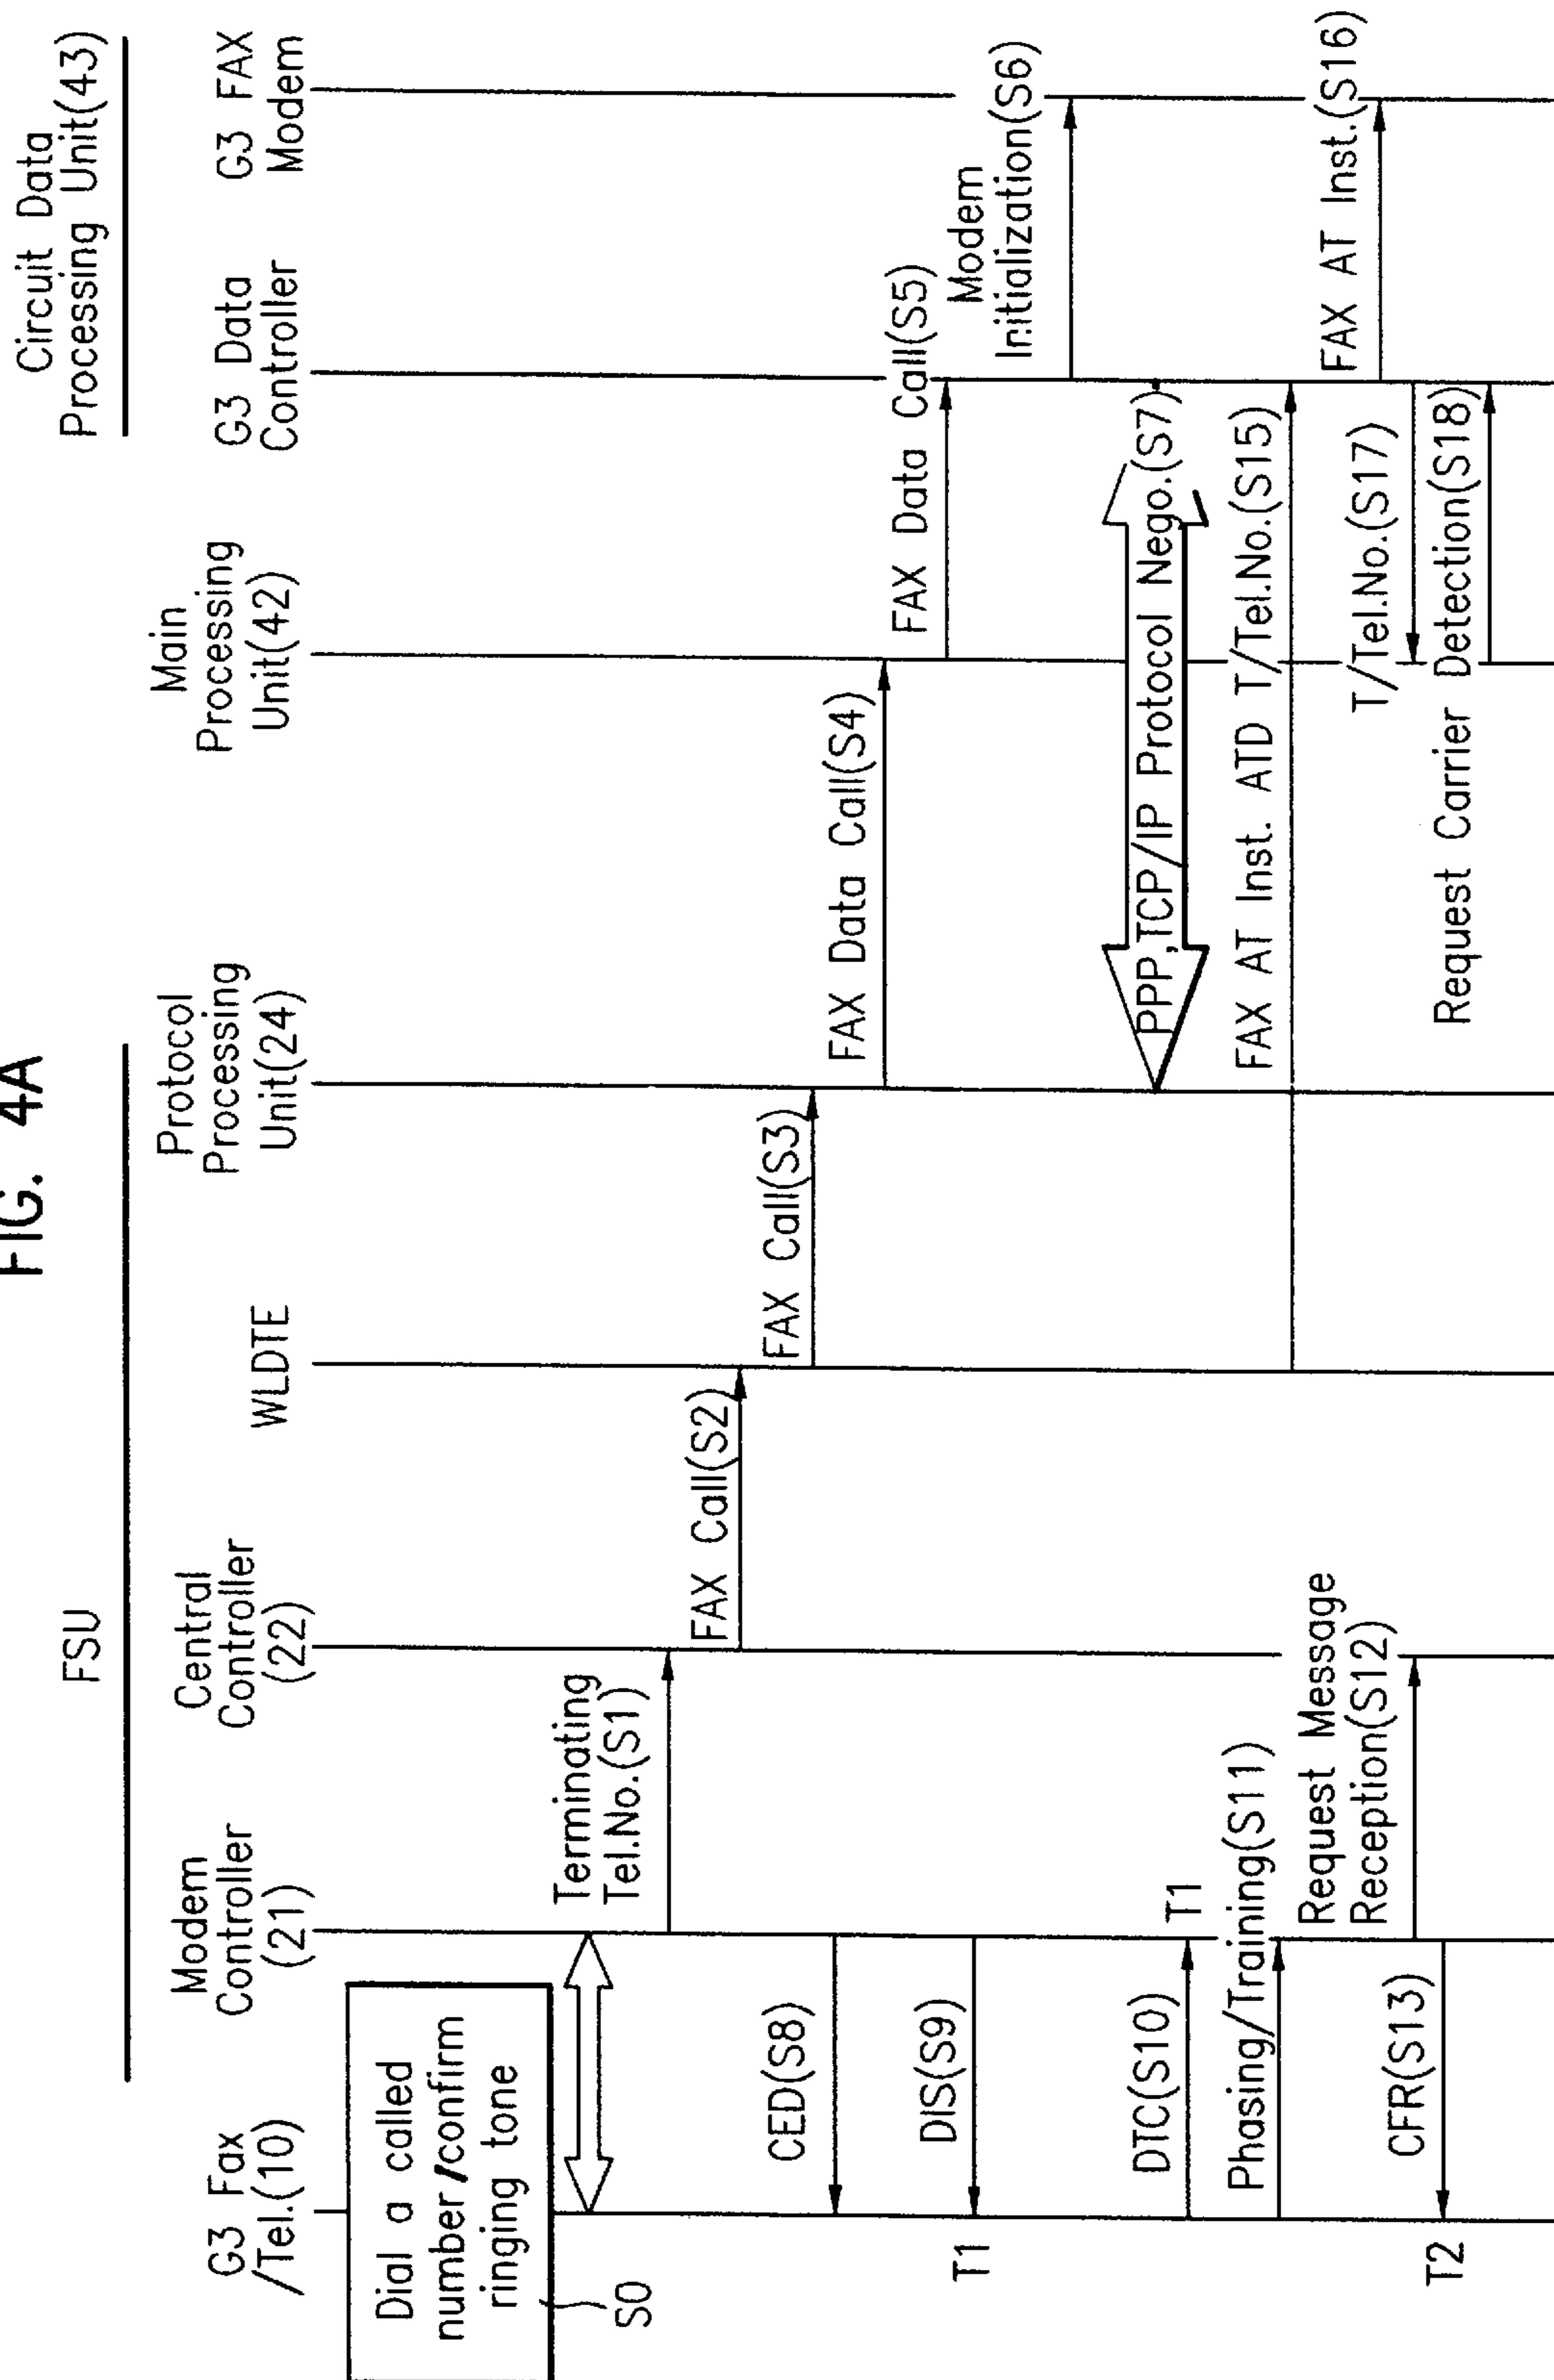 FIG. 4A
FSU
Circuit Data
Processing Unit(43)
G3 Fax
/Tel.(10)
Modem
Controller
(21)
Central
Controller
(22)
WLDTE
Protocol
Processing
Unit(24)
Main
Processing
Unit(42)
G3 Data
Controller
G3 FAX
Modem
Dial a called
number/confirm
ringing tone
S0
Terminating
Tel.No.(S1)
FAX Call(S2)
FAX Call(S3)
FAX Data Call(S4)
FAX Data Call(S5)
Modem
Initialization(S6)
CED(S8)
DIS(S9)
T1
PPP,TCP/IP Protocol Nego.(S7)
DTC(S10)
T1
Phasing/Training(S11)
FAX AT Inst. ATD T/Tel.No.(S15)
Request Message
Reception(S12)
FAX AT Inst.(S16)
T/Tel.No.(S17)
CFR(S13)
T2
Request Carrier Detection(S18)